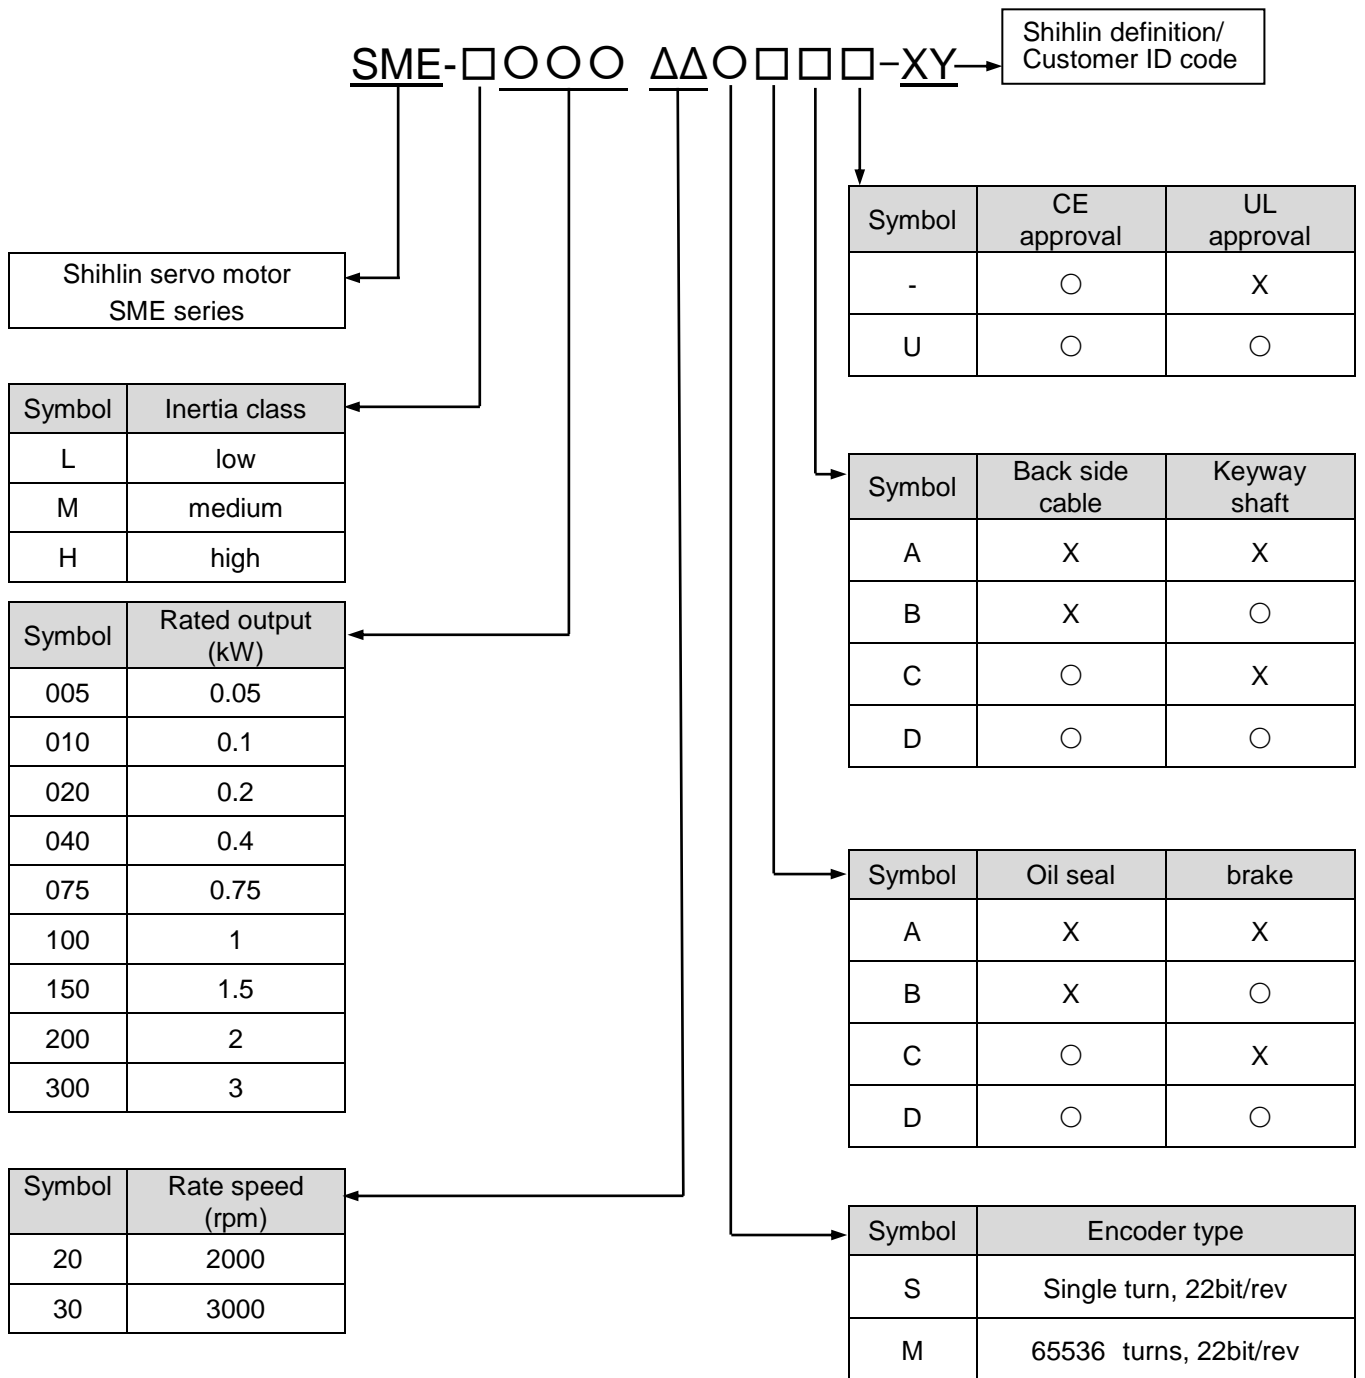 SME-□○○○ ΔΔ○□□□-XY
Shihlin definition/
Customer ID code
Shihlin servo motor
SME series
Symbol Inertia class
L low
M medium
H high
Symbol Rated output
(kW)
005 0.05
010 0.1
020 0.2
040 0.4
075 0.75
100 1
150 1.5
200 2
300 3
Symbol Rate speed
(rpm)
20 2000
30 3000
Symbol CE
approval UL
approval
- ○ X
U ○ ○
Symbol Back side
cable Keyway
shaft
A X X
B X ○
C ○ X
D ○ ○
Symbol Oil seal brake
A X X
B X ○
C ○ X
D ○ ○
Symbol Encoder type
S Single turn, 22bit/rev
M 65536 turns, 22bit/rev